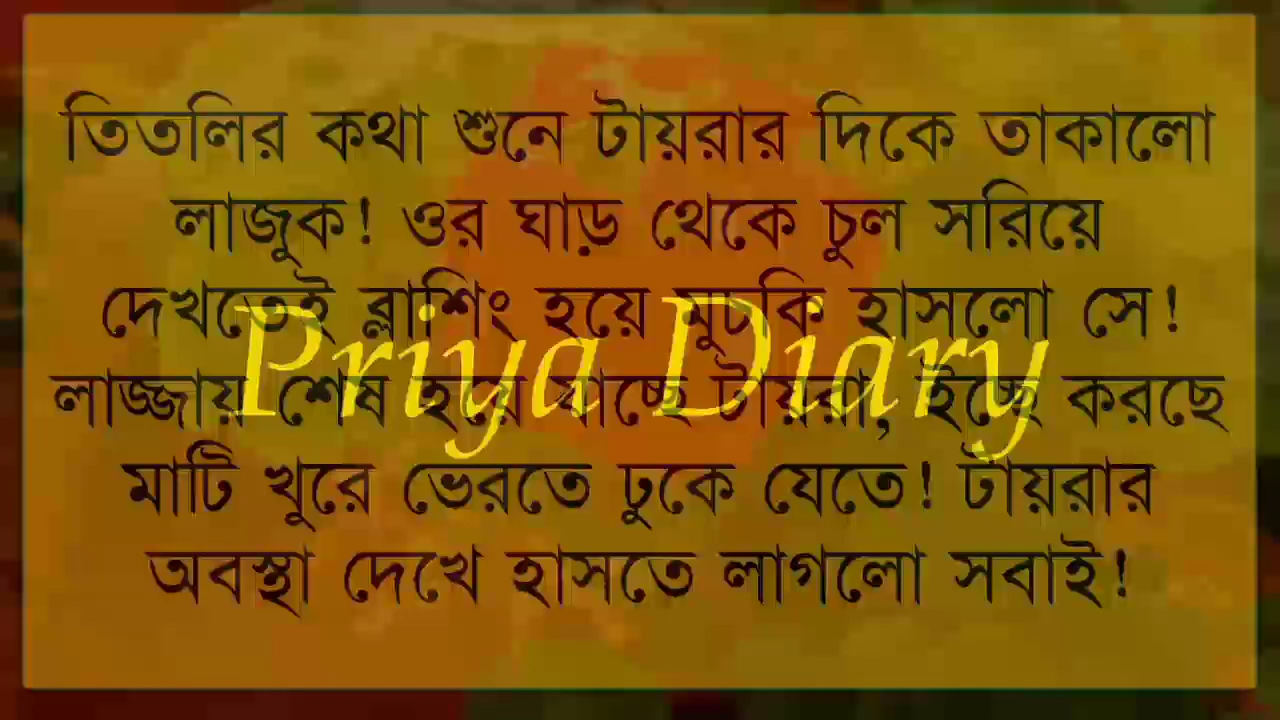 তিতলির কথা শুনে টায়রার দিকে তাকালো
লাজুক! ওর ঘাড় থেকে চুল সরিয়ে
দেখতেই ব্লাশিং হয়ে মুচকি হাসলো সে!
Priya Diary
লাজ্জায় শেষ হয়ে যাচ্ছে টায়রা, ইচ্ছে করছে
মাটি খুরে ভেরতে ঢুকে যেতে! টায়রার
অবস্থা দেখে হাসতে লাগলো সবাই!